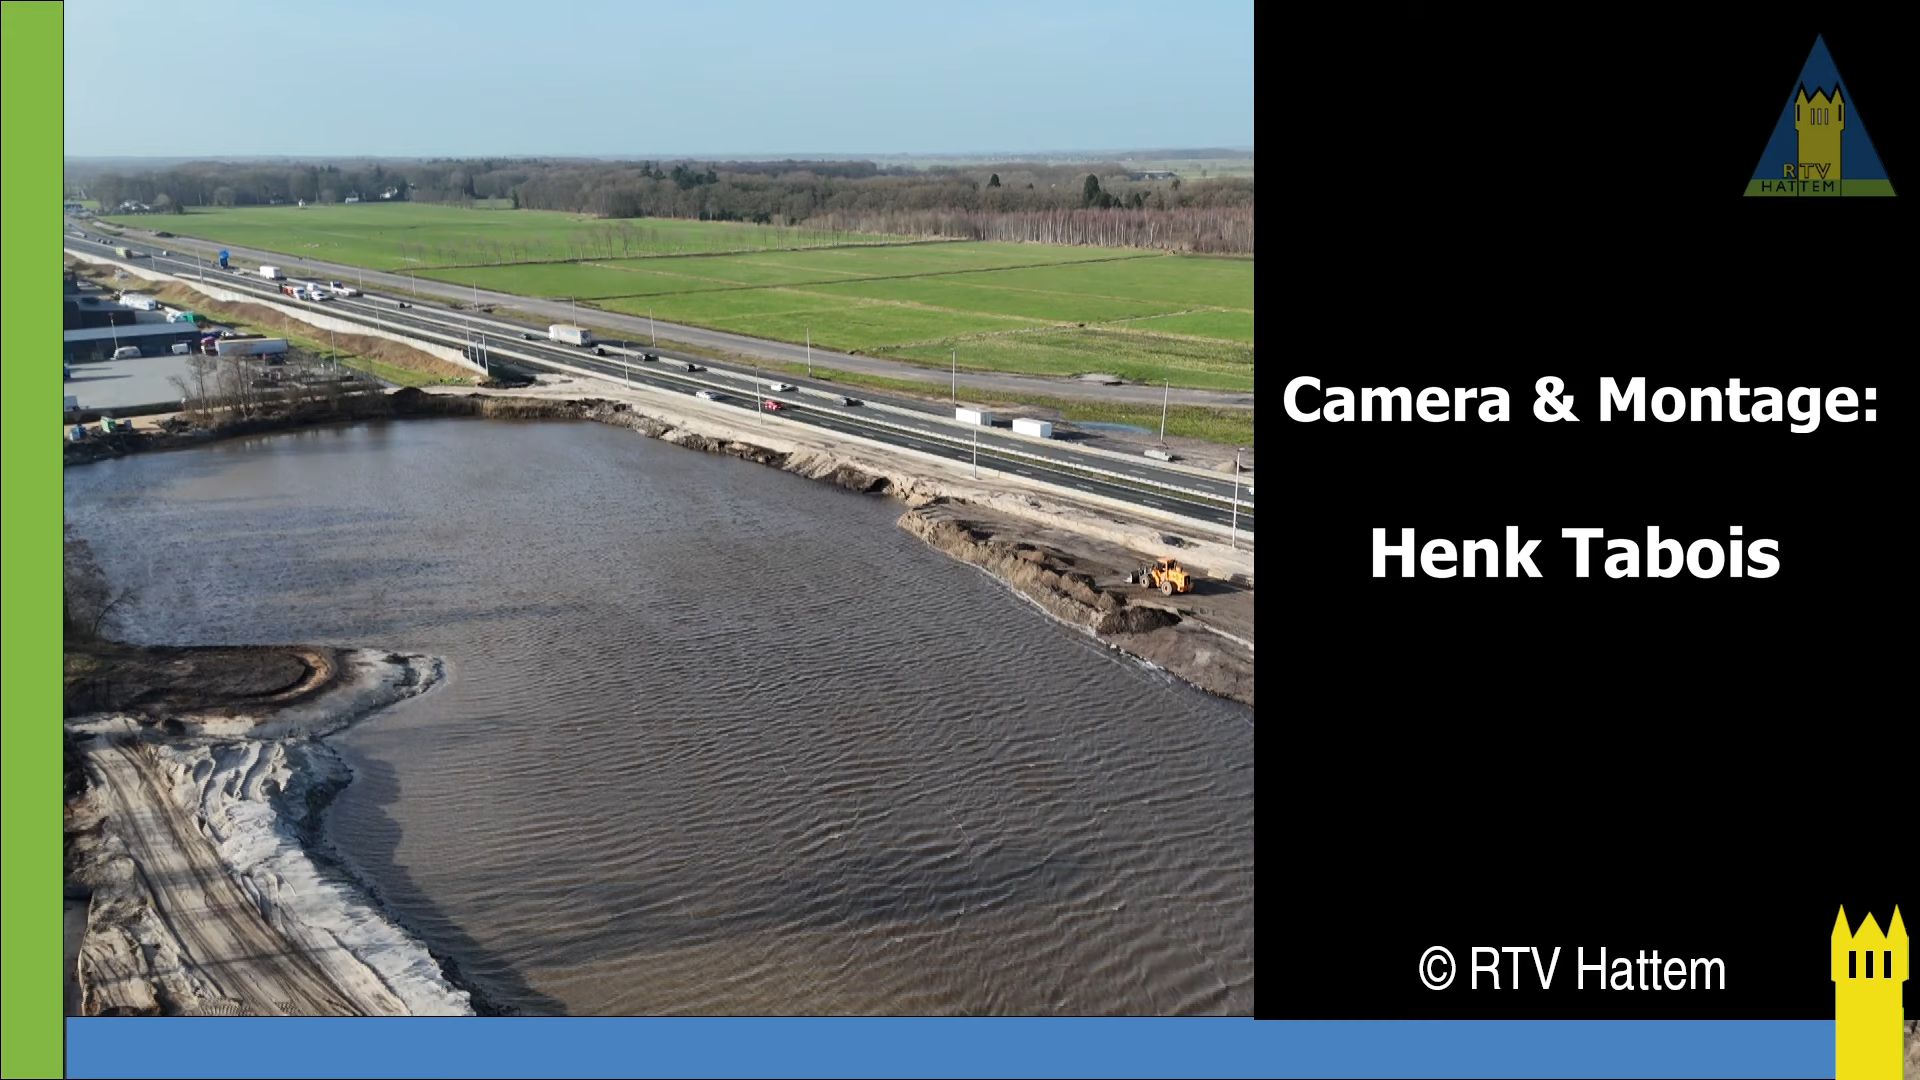 RTV
HATTEM
Camera & Montage:
Henk Tabois
© RTV Hattem